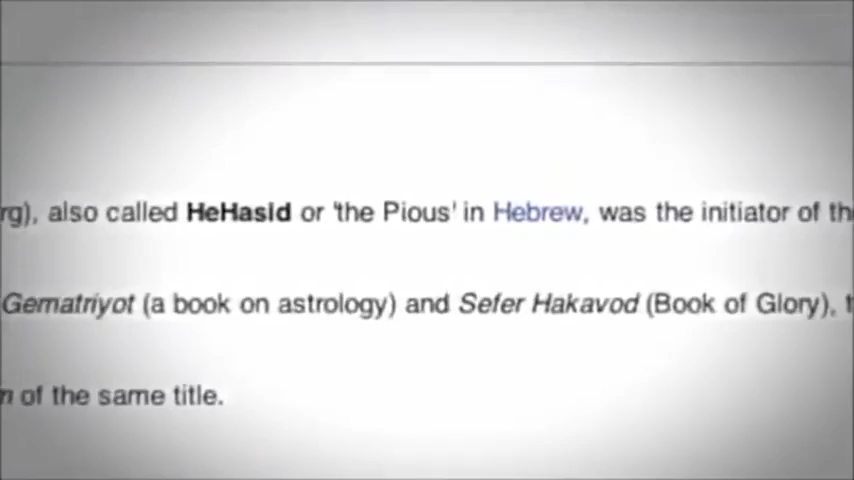 rg), also called HeHasid or 'the Pious' in Hebrew, was the initiator of the
Gematriyot (a book on astrology) and Sefer Hakavod (Book of Glory), t
n of the same title.